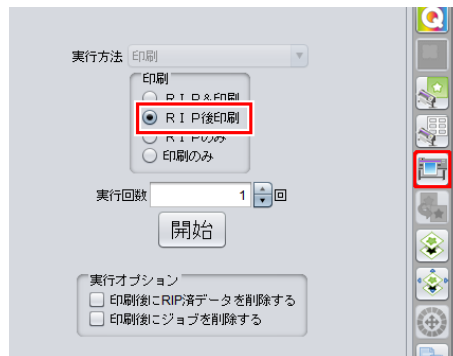 実行方法 印刷
印刷
ＲＩＰ＆印刷
ＲＩＰ後印刷
ＲＩＰのみ
印刷のみ
実行回数 1 回
開始
実行オプション
印刷後にRIP済データを削除する
印刷後にジョブを削除する